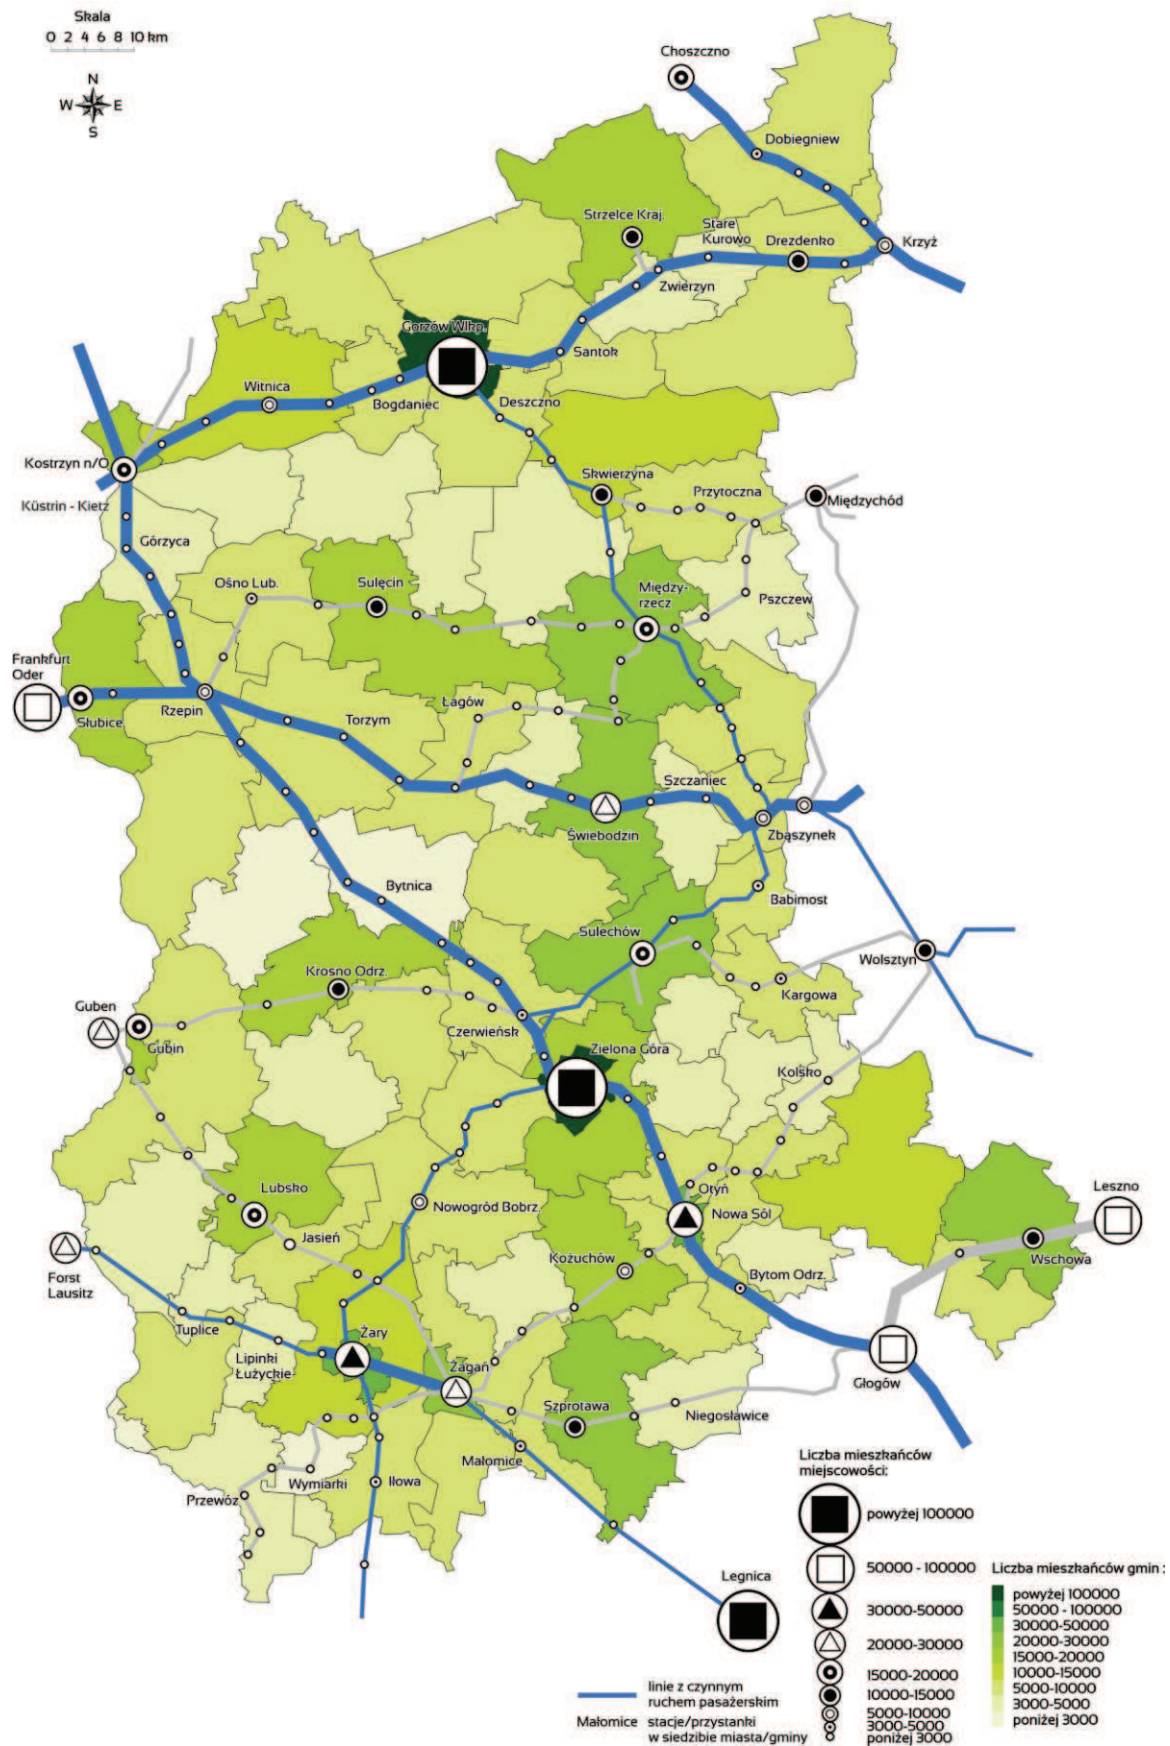 Skala
0 2 4 6 8 10 km
N
W E
S
Choszczno
Dobiegniew
Strzelce Kraj.
Stare
Kurowo
Drezdenko
Krzyż
Zwierzyn
Gorzów Wlkp.
Santok
Witnica
Bogdaniec
Deszczno
Kostrzyn n/O
Küstrin - Kietz
Skwierzyna
Przytoczna
Międzychód
Górzyca
Ośno Lub.
Sulęcin
Między-
rzecz
Pszczew
Frankfurt
Oder
Słubice
Rzepin
Torzym
Łagów
Szczaniec
Świebodzin
Zbąszynek
Bytnica
Babimost
Sulechów
Wolsztyn
Krosno Odrz.
Kargowa
Guben
Gubin
Czerwieńsk
Zielona Góra
Kolsko
Lubsko
Otyń
Leszno
Nowogród Bobrz.
Nowa Sól
Jasień
Wschowa
Kożuchów
Forst
Lausitz
Bytom Odrz.
Tuplice
Żary
Lipinki
Łużyckie
Żagań
Głogów
Szprotawa
Niegosławice
Małomice
Wymiarki
Iłowa
Przewóz
Legnica
Liczba mieszkańców
miejscowości:
powyżej 100000
50000 - 100000
30000-50000
20000-30000
15000-20000
10000-15000
5000-10000
3000-5000
poniżej 3000
Liczba mieszkańców gmin :
powyżej 100000
50000 - 100000
30000-50000
20000-30000
15000-20000
10000-15000
5000-10000
3000-5000
poniżej 3000
linie z czynnym
ruchem pasażerskim
Małomice stacje/przystanki
w siedzibie miasta/gminy